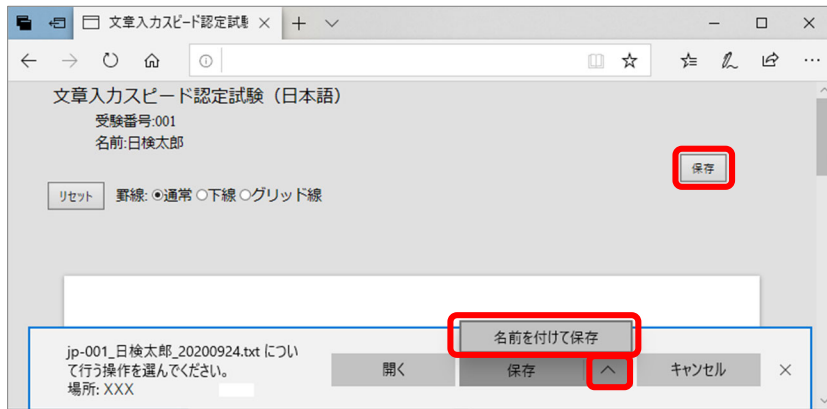 文章入力スピード認定試験
文章入力スピード認定試験（日本語）
受験番号:001
名前:日検太郎
保存
リセット 罫線: 通常 下線 グリッド線
名前を付けて保存
jp-001_日検太郎_20200924.txt につい
て行う操作を選んでください。
場所: XXX
開く 保存 キャンセル